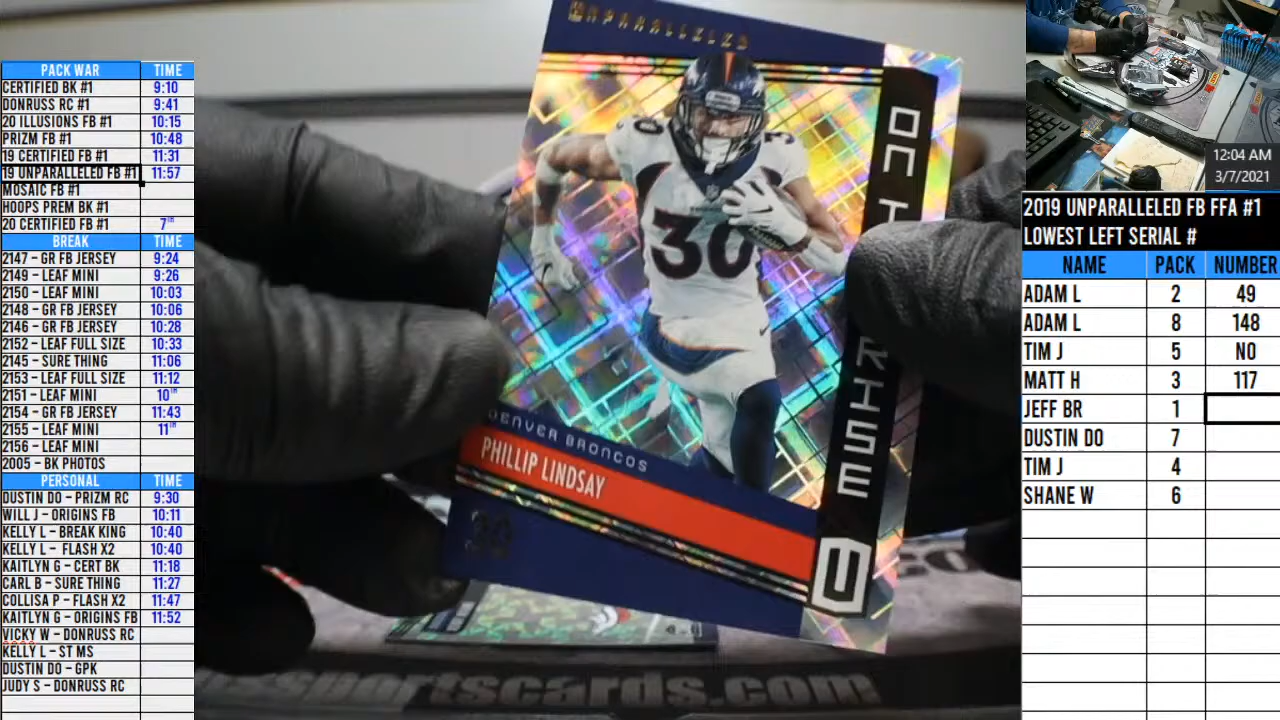 PACK WAR TIME
CERTIFIED BK #1 9:10
DONRUSS RC #1 9:41
20 ILLUSIONS FB #1 10:15
PRIZM FB #1 10:48
19 CERTIFIED FB #1 11:31
19 UNPARALLELED FB #1 11:57
MOSAIC FB #1
HOOPS PREM BK #1
20 CERTIFIED FB #1 7TH
BREAK TIME
2147 – GR FB JERSEY 9:24
2149 – LEAF MINI 9:26
2150 – LEAF MINI 10:03
2148 – GR FB JERSEY 10:06
2146 – GR FB JERSEY 10:28
2152 – LEAF FULL SIZE 10:33
2145 – SURE THING 11:06
2153 – LEAF FULL SIZE 11:12
2151 – LEAF MINI 10TH
2154 – GR FB JERSEY 11:43
2155 – LEAF MINI 11TH
2156 – LEAF MINI
2005 – BK PHOTOS
PERSONAL TIME
DUSTIN DO – PRIZM RC 9:30
WILL J – ORIGINS FB 10:11
KELLY L – BREAK KING 10:40
KELLY L – FLASH X2 10:40
KAITLYN G – CERT BK 11:18
CARL B – SURE THING 11:27
COLLISA P – FLASH X2 11:47
KAITLYN G – ORIGINS FB 11:52
VICKY W – DONRUSS RC
KELLY L – ST MS
DUSTIN DO – GPK
JUDY S – DONRUSS RC
UNPARALLELED
30
30
DENVER BRONCOS
PHILLIP LINDSAY
30
RISE
U
sportscards.com
12:04 AM
3/7/2021
2019 UNPARALLELED FB FFA #1
LOWEST LEFT SERIAL #
NAME PACK NUMBER
ADAM L 2 49
ADAM L 8 148
TIM J 5 NO
MATT H 3 117
JEFF BR 1
DUSTIN DO 7
TIM J 4
SHANE W 6